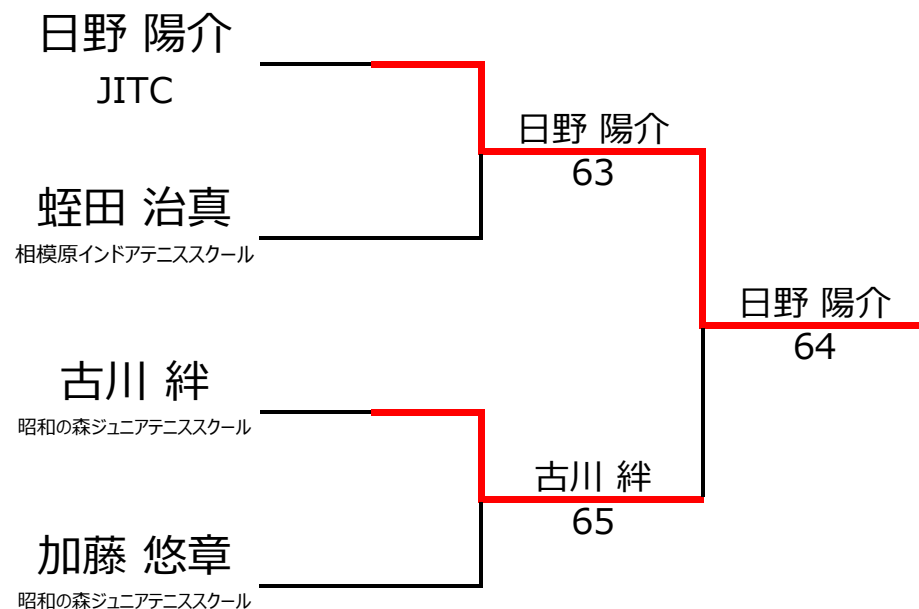 日野 陽介
JITC
日野 陽介
63
蛭田 治真
相模原インドアテニススクール
日野 陽介
64
古川 絆
昭和の森ジュニアテニススクール
古川 絆
65
加藤 悠章
昭和の森ジュニアテニススクール